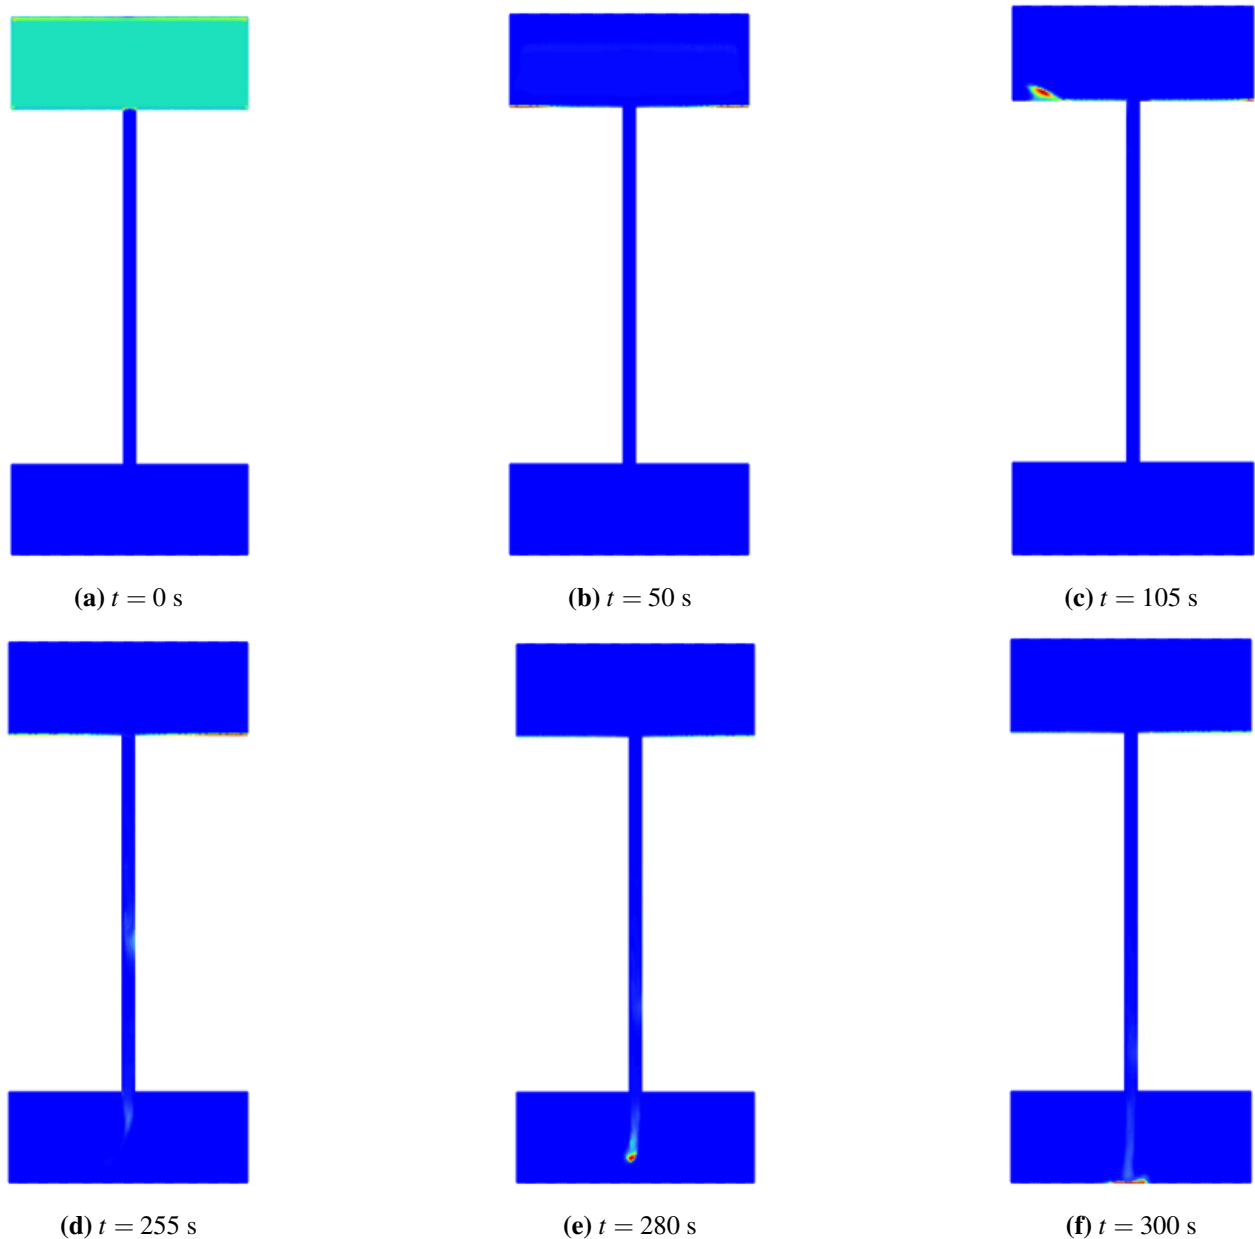 (a) t = 0 s
(b) t = 50 s
(c) t = 105 s
(d) t = 255 s
(e) t = 280 s
(f) t = 300 s